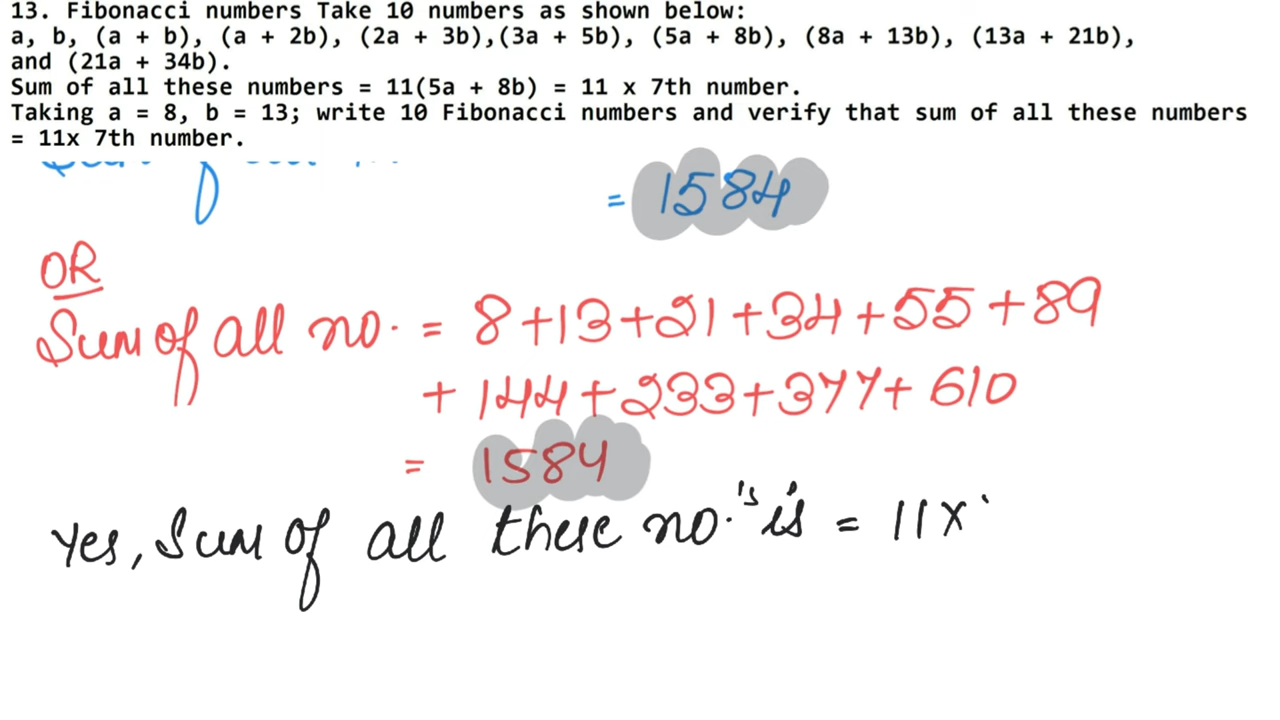 13. Fibonacci numbers Take 10 numbers as shown below:
a, b, (a + b), (a + 2b), (2a + 3b),(3a + 5b), (5a + 8b), (8a + 13b), (13a + 21b),
and (21a + 34b).
Sum of all these numbers = 11(5a + 8b) = 11 x 7th number.
Taking a = 8, b = 13; write 10 Fibonacci numbers and verify that sum of all these numbers
= 11x 7th number.
= 1584
OR
Sum of all no. = 8+13+21+34+55+89
+ 144+233+377+610
= 1584
Yes, Sum of all these no.'s is = 11x